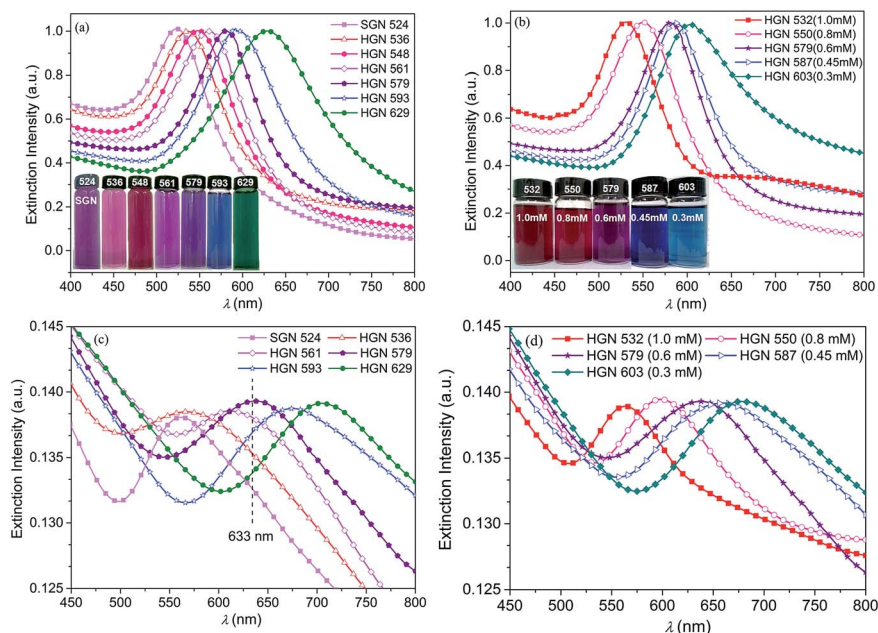 (a)
SGN 524
HGN 536
HGN 548
HGN 561
HGN 579
HGN 593
HGN 629
1.0
0.8
0.6
0.4
0.2
0.0
Extinction Intensity (a.u.)
524 536 548 561 579 593 629
SGN
400 450 500 550 600 650 700 750 800
λ (nm)
(b)
HGN 532(1.0mM)
HGN 550(0.8mM)
HGN 579(0.6mM)
HGN 587(0.45mM)
HGN 603(0.3mM)
1.0
0.8
0.6
0.4
0.2
0.0
Extinction Intensity (a.u.)
532 550 579 587 603
1.0mM 0.8mM 0.6mM 0.45mM 0.3mM
400 450 500 550 600 650 700 750 800
λ (nm)
(c)
SGN 524 HGN 536
HGN 561 HGN 579
HGN 593 HGN 629
0.145
0.140
0.135
0.130
0.125
Extinction Intensity (a.u.)
633 nm
450 500 550 600 650 700 750 800
λ (nm)
(d)
HGN 532 (1.0 mM) HGN 550 (0.8 mM)
HGN 579 (0.6 mM) HGN 587 (0.45 mM)
HGN 603 (0.3 mM)
0.145
0.140
0.135
0.130
0.125
Extinction Intensity (a.u.)
450 500 550 600 650 700 750 800
λ (nm)